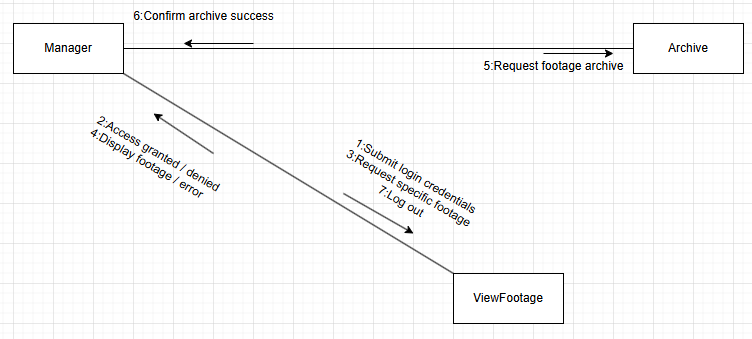 6:Confirm archive success
Manager
Archive
5:Request footage archive
2:Access granted / denied
4:Display footage / error
1:Submit login credentials
3:Request specific footage
7:Log out
ViewFootage